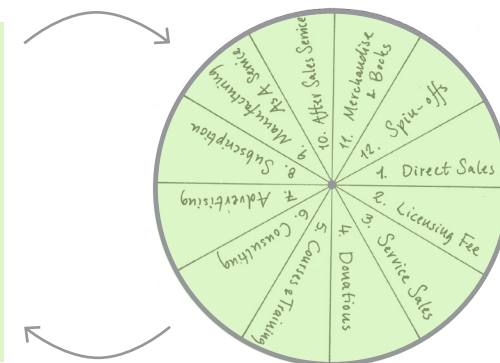 1. Direct Sales
2. Licensing Fee
3. Service Sales
4. Donations
5. Courses & Training
6. Consulting
7. Advertising
8. Subscription
9. Manufacturing
As A Service
10. After Sales Service
11. Merchandise
& Books
12. Spin-offs